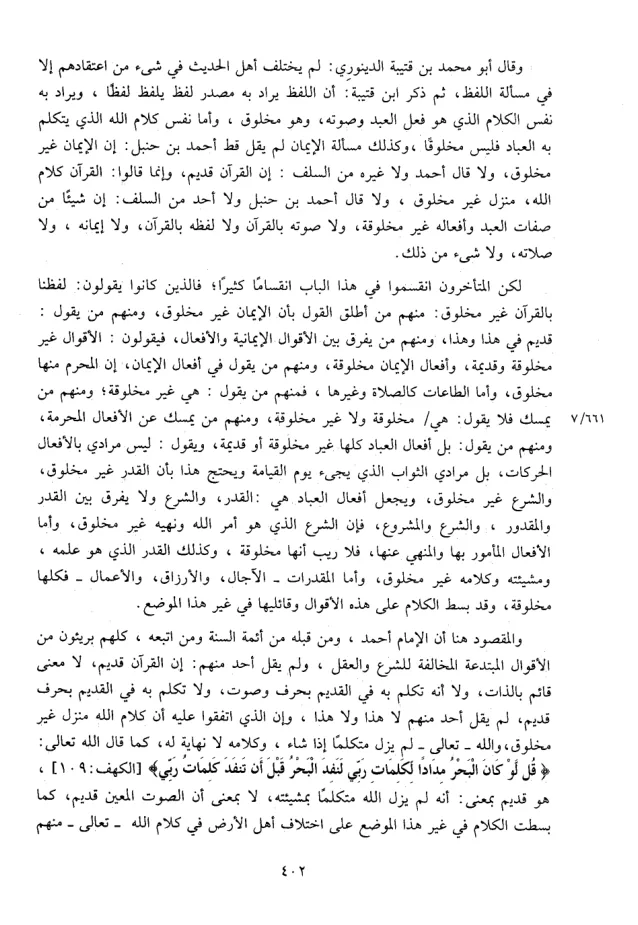 وقال أبو محمد بن قتيبة الدينوري: لم يختلف أهل الحديث في شىء من اعتقادهم إلا
في مسألة اللفظ، ثم ذكر ابن قتيبة: أن اللفظ يراد به مصدر لفظ يلفظ لفظًا ، ويراد به
نفس الكلام الذي هو فعل العبد وصوته، وهو مخلوق ، وأما نفس كلام الله الذي يتكلم
به العباد فليس مخلوقًا ،وكذلك مسألة الإيمان لم يقل قط أحمد بن حنبل: إن الإيمان غير
مخلوق، ولا قال أحمد ولا غيره من السلف : إن القرآن قديم، وإنما قالوا: القرآن كلام
الله، منزل غير مخلوق ، ولا قال أحمد بن حنبل ولا أحد من السلف: إن شيئًا من
صفات العبد وأفعاله غير مخلوقة، ولا صوته بالقرآن ولا لفظه بالقرآن، ولا إيمانه ، ولا
صلاته، ولا شىء من ذلك.
لكن المتأخرون انقسموا في هذا الباب انقسامًا كثيرًا؛ فالذين كانوا يقولون: لفظنا
بالقرآن غير مخلوق: منهم من أطلق القول بأن الإيمان غير مخلوق، ومنهم من يقول :
قديم في هذا وهذا، ومنهم من يفرق بين الأقوال الإيمانية والأفعال، فيقولون : الأقوال غير
مخلوقة وقديمة، وأفعال الإيمان مخلوقة، ومنهم من يقول في أفعال الإيمان، إن المحرم منها
مخلوق، وأما الطاعات كالصلاة وغيرها ، فمنهم من يقول : هي غير مخلوقة؛ ومنهم من
يمسك فلا يقول: هي/ مخلوقة ولا غير مخلوقة، ومنهم من يمسك عن الأفعال المحرمة، ٧/٦٦١
ومنهم من يقول: بل أفعال العباد كلها غير مخلوقة أو قديمة، ويقول : ليس مرادي بالأفعال
الحركات، بل مرادي الثواب الذي يجىء يوم القيامة ويحتج هذا بأن القدر غير مخلوق،
والشرع غير مخلوق، ويجعل أفعال العباد هي :القدر، والشرع ولا يفرق بين القدر
والمقدور ، والشرع والمشروع، فإن الشرع الذي هو أمر الله ونهيه غير مخلوق، وأما
الأفعال المأمور بها والمنهي عنها، فلا ريب أنها مخلوقة ، وكذلك القدر الذي هو علمه ،
ومشيئته وكلامه غير مخلوق، وأما المقدرات ـ الآجال، والأرزاق، والأعمال ـ فكلها
مخلوقة، وقد بسط الكلام على هذه الأقوال وقائليها في غير هذا الموضع.
والمقصود هنا أن الإمام أحمد ، ومن قبله من أئمة السنة ومن اتبعه ، كلهم بريئون من
الأقوال المبتدعة المخالفة للشرع والعقل ، ولم يقل أحد منهم: إن القرآن قديم، لا معنى
قائم بالذات، ولا أنه تكلم به في القديم بحرف وصوت، ولا تكلم به في القديم بحرف
قديم، لم يقل أحد منهم لا هذا ولا هذا ، وإن الذي اتفقوا عليه أن كلام الله منزل غير
مخلوق،والله ـ تعالى ـ لم يزل متكلمًا إذا شاء ، وكلامه لا نهاية له، كما قال الله تعالى:
﴿ قُل لَّوْ كَانَ الْبَحْرُ مِدَادًا لِّكَلِمَاتِ رَبِّي لَنَفِدَ الْبَحْرُ قَبْلَ أَن تَنفَدَ كَلِمَاتُ رَبِّي﴾ [الكهف:١٠٩] ،
هو قديم بمعنى: أنه لم يزل الله متكلمًا بمشيئته، لا بمعنى أن الصوت المعين قديم، كما
بسطت الكلام في غير هذا الموضع على اختلاف أهل الأرض في كلام الله ـ تعالى ـ منهم
٤٠٢